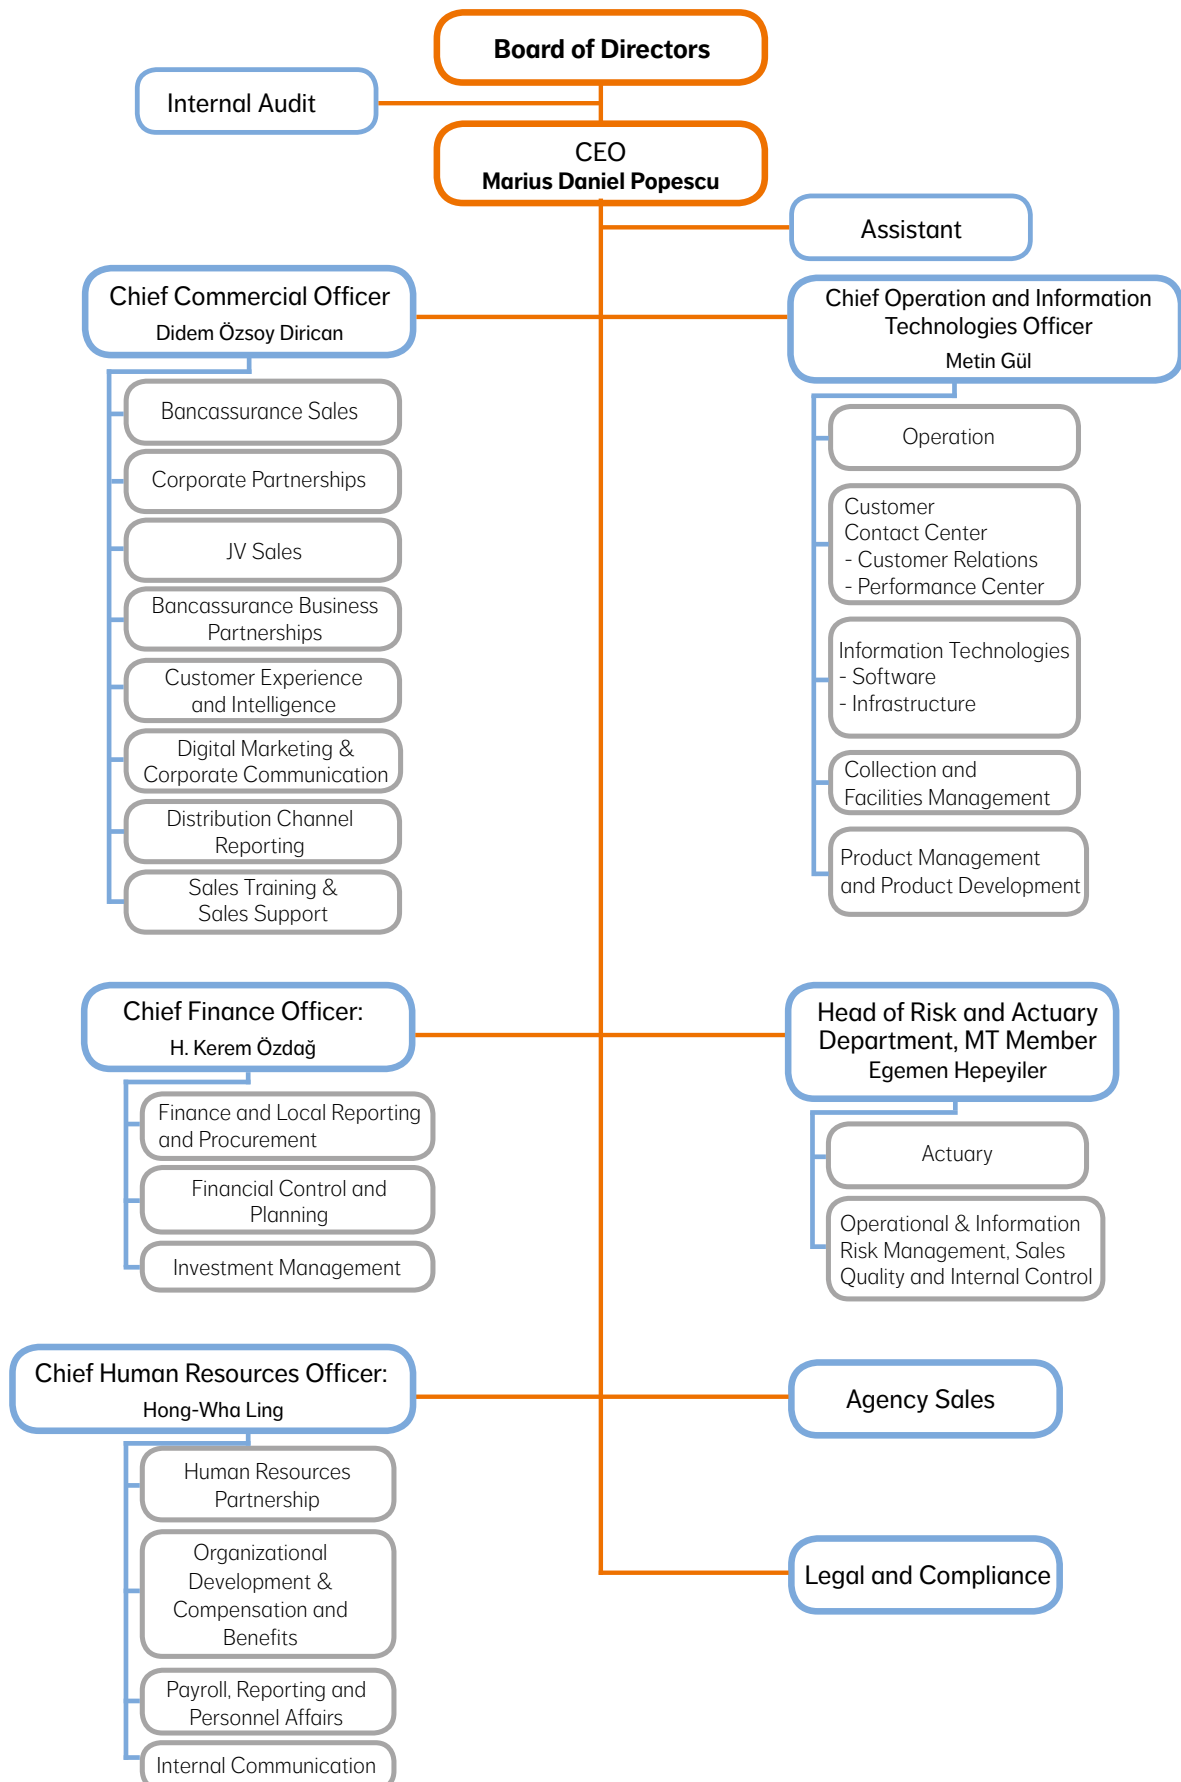 Board of Directors
Internal Audit
CEO
Marius Daniel Popescu
Assistant
Chief Commercial Officer
Didem Özsoy Dirican
Bancassurance Sales
Corporate Partnerships
JV Sales
Bancassurance Business
Partnerships
Customer Experience
and Intelligence
Digital Marketing &
Corporate Communication
Distribution Channel
Reporting
Sales Training &
Sales Support
Chief Operation and Information
Technologies Officer
Metin Gül
Operation
Customer
Contact Center
- Customer Relations
- Performance Center
Information Technologies
- Software
- Infrastructure
Collection and
Facilities Management
Product Management
and Product Development
Chief Finance Officer:
H. Kerem Özdağ
Finance and Local Reporting
and Procurement
Financial Control and
Planning
Investment Management
Head of Risk and Actuary
Department, MT Member
Egemen Hepeyiler
Actuary
Operational & Information
Risk Management, Sales
Quality and Internal Control
Chief Human Resources Officer:
Hong-Wha Ling
Human Resources
Partnership
Organizational
Development &
Compensation and
Benefits
Payroll, Reporting and
Personnel Affairs
Internal Communication
Agency Sales
Legal and Compliance